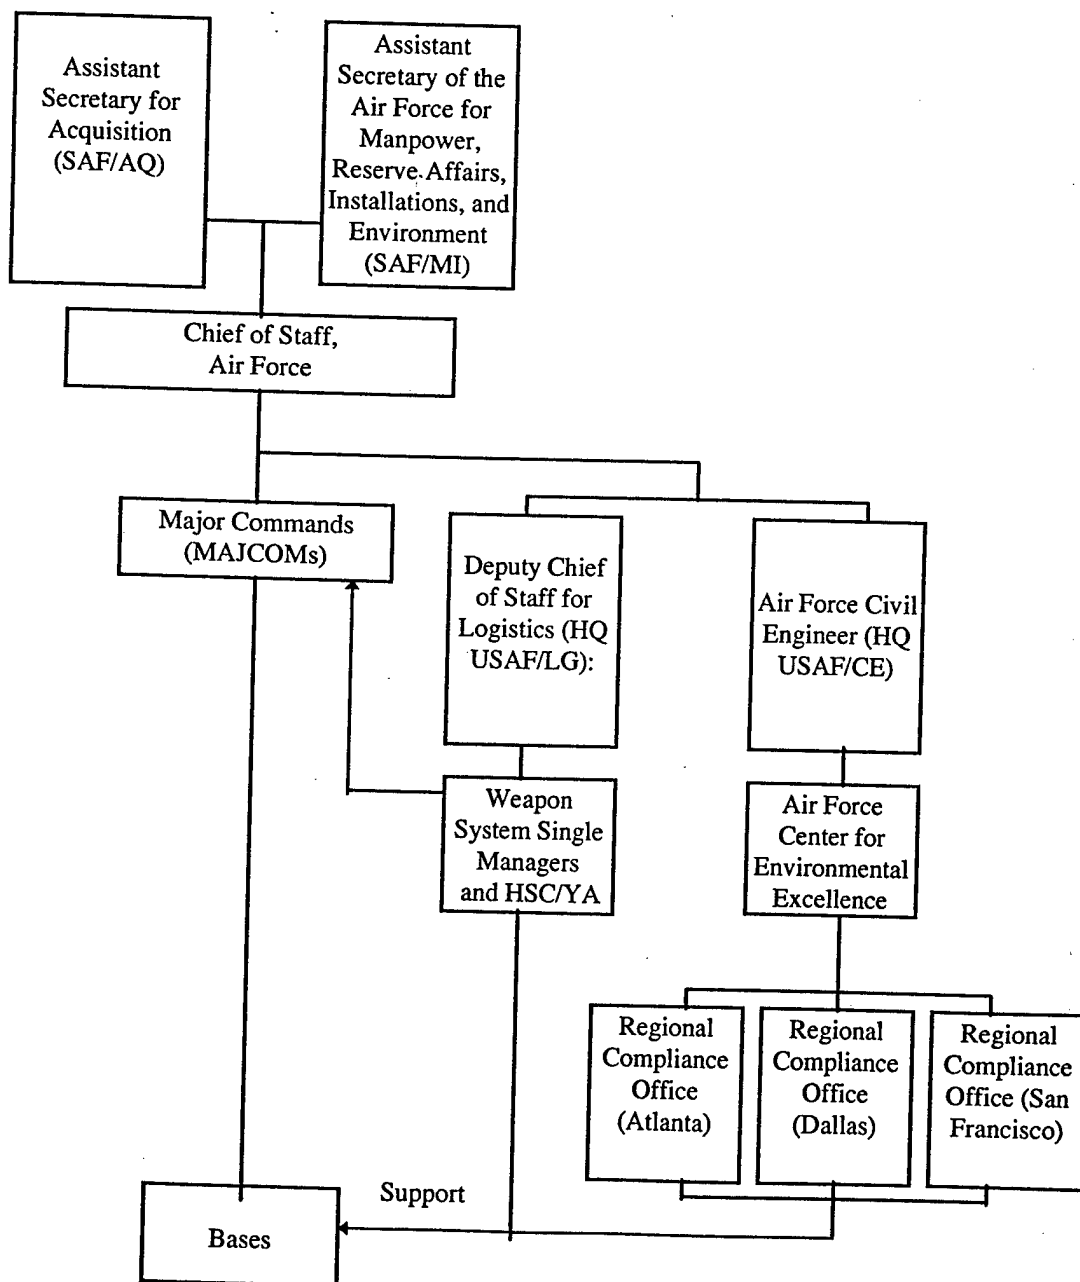 Assistant
Secretary for
Acquisition
(SAF/AQ)
Assistant
Secretary of the
Air Force for
Manpower,
Reserve Affairs,
Installations, and
Environment
(SAF/MI)
Chief of Staff,
Air Force
Major Commands
(MAJCOMs)
Deputy Chief
of Staff for
Logistics (HQ
USAF/LG):
Air Force Civil
Engineer (HQ
USAF/CE)
Weapon
System Single
Managers
and HSC/YA
Air Force
Center for
Environmental
Excellence
Regional
Compliance
Office
(Atlanta)
Regional
Compliance
Office
(Dallas)
Regional
Compliance
Office (San
Francisco)
Support
Bases